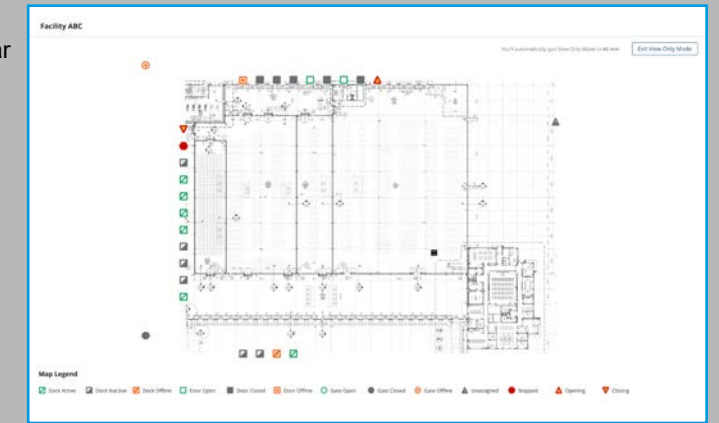 ar
Facility ABC
You'll automatically quit View Only Mode in 40 min
Exit View Only Mode
Map Legend
Dock Active Dock Inactive Dock Offline Door Open Door Closed Door Offline Gate Open Gate Closed Gate Offline Unassigned Stopped Opening Closing